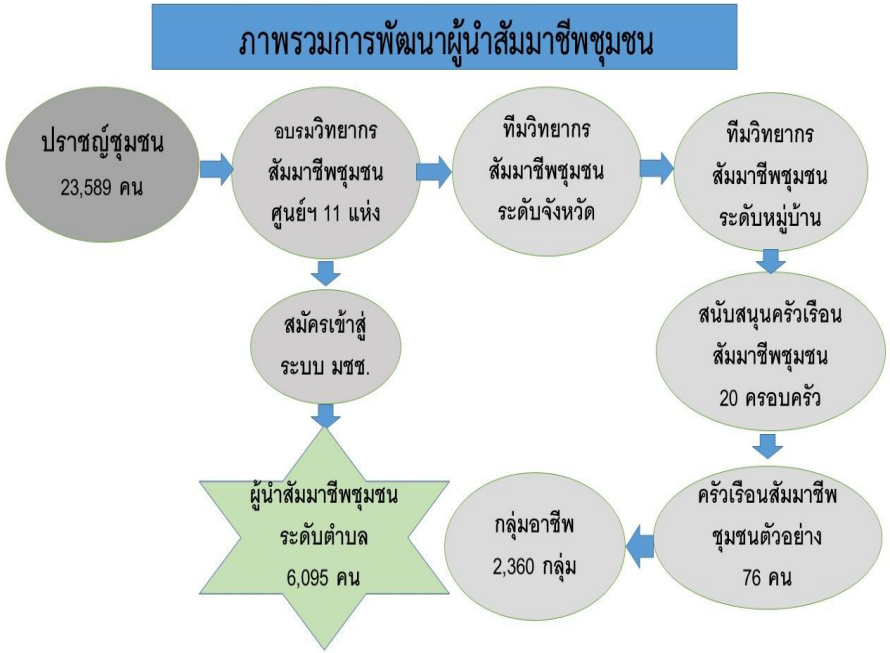 ภาพรวมการพัฒนาผู้นำสัมมาชีพชุมชน
ปราชญ์ชุมชน
23,589 คน
อบรมวิทยากร
สัมมาชีพชุมชน
ศูนย์ฯ 11 แห่ง
ทีมวิทยากร
สัมมาชีพชุมชน
ระดับจังหวัด
ทีมวิทยากร
สัมมาชีพชุมชน
ระดับหมู่บ้าน
สมัครเข้าสู่
ระบบ มชช.
สนับสนุนครัวเรือน
สัมมาชีพชุมชน
20 ครอบครัว
ผู้นำสัมมาชีพชุมชน
ระดับตำบล
6,095 คน
กลุ่มอาชีพ
2,360 กลุ่ม
ครัวเรือนสัมมาชีพ
ชุมชนตัวอย่าง
76 คน